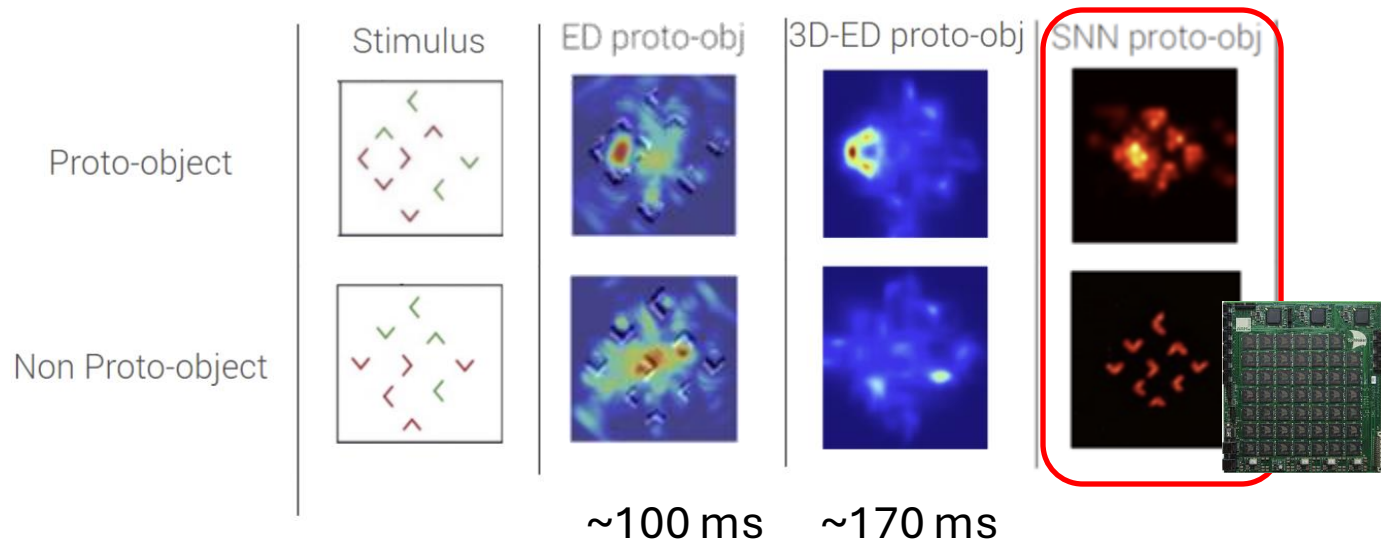 Stimulus
ED proto-obj
3D-ED proto-obj
SNN proto-obj
Proto-object
Non Proto-object
~100 ms
~170 ms